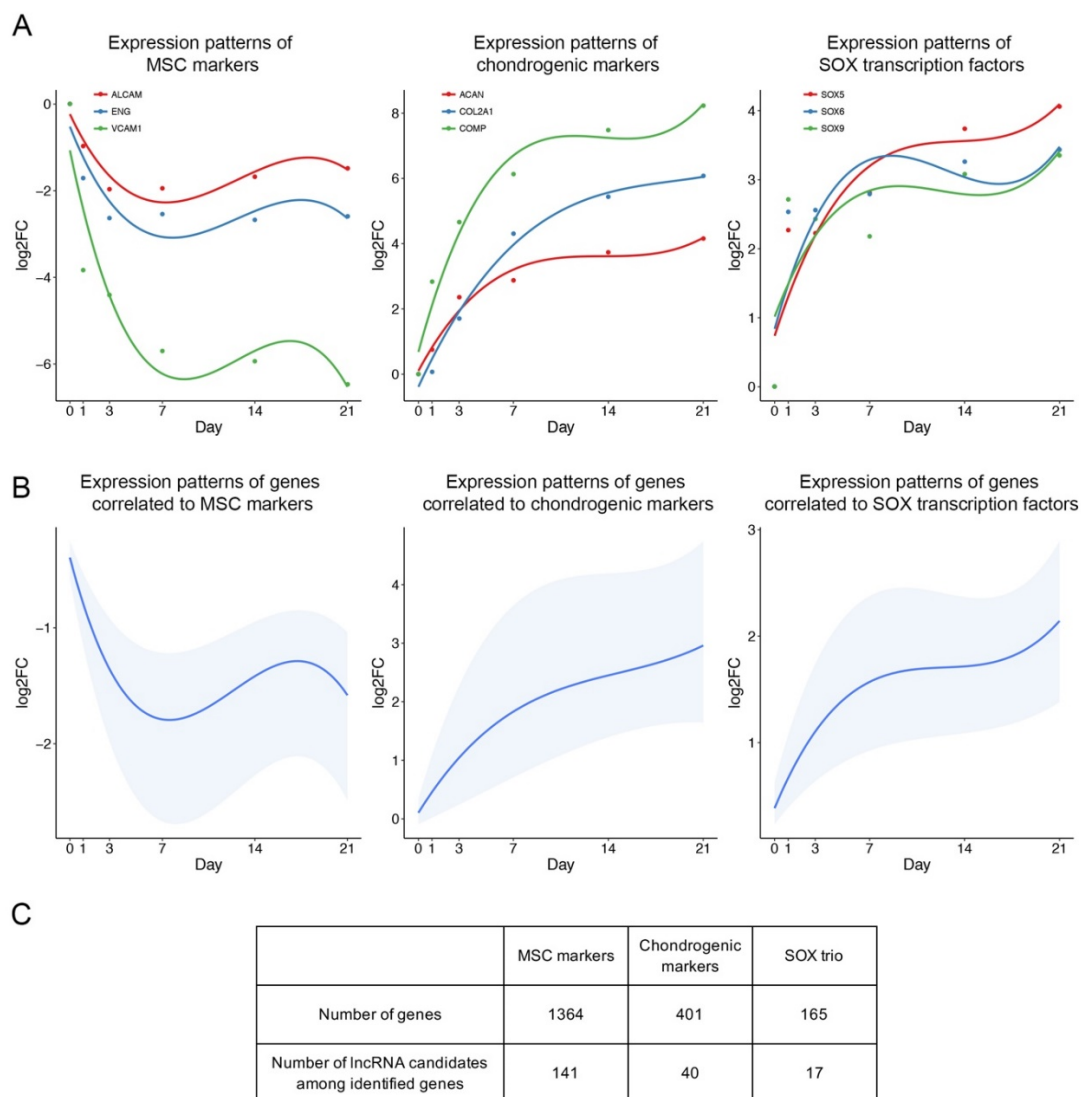 A
Expression patterns of
MSC markers
Expression patterns of
chondrogenic markers
Expression patterns of
SOX transcription factors
ALCAM
ENG
VCAM1
0
−2
−4
−6
log2FC
0 1 3 7 14 21
Day
ACAN
COL2A1
COMP
8
6
4
2
0
log2FC
0 1 3 7 14 21
Day
SOX5
SOX6
SOX9
4
3
2
1
0
log2FC
0 1 3 7 14 21
Day
B
Expression patterns of genes
correlated to MSC markers
Expression patterns of genes
correlated to chondrogenic markers
Expression patterns of genes
correlated to SOX transcription factors
−1
−2
log2FC
0 1 3 7 14 21
Day
4
3
2
1
0
log2FC
0 1 3 7 14 21
Day
3
2
1
log2FC
0 1 3 7 14 21
Day
C
MSC markers
Chondrogenic
markers
SOX trio
Number of genes
1364
401
165
Number of lncRNA candidates
among identified genes
141
40
17